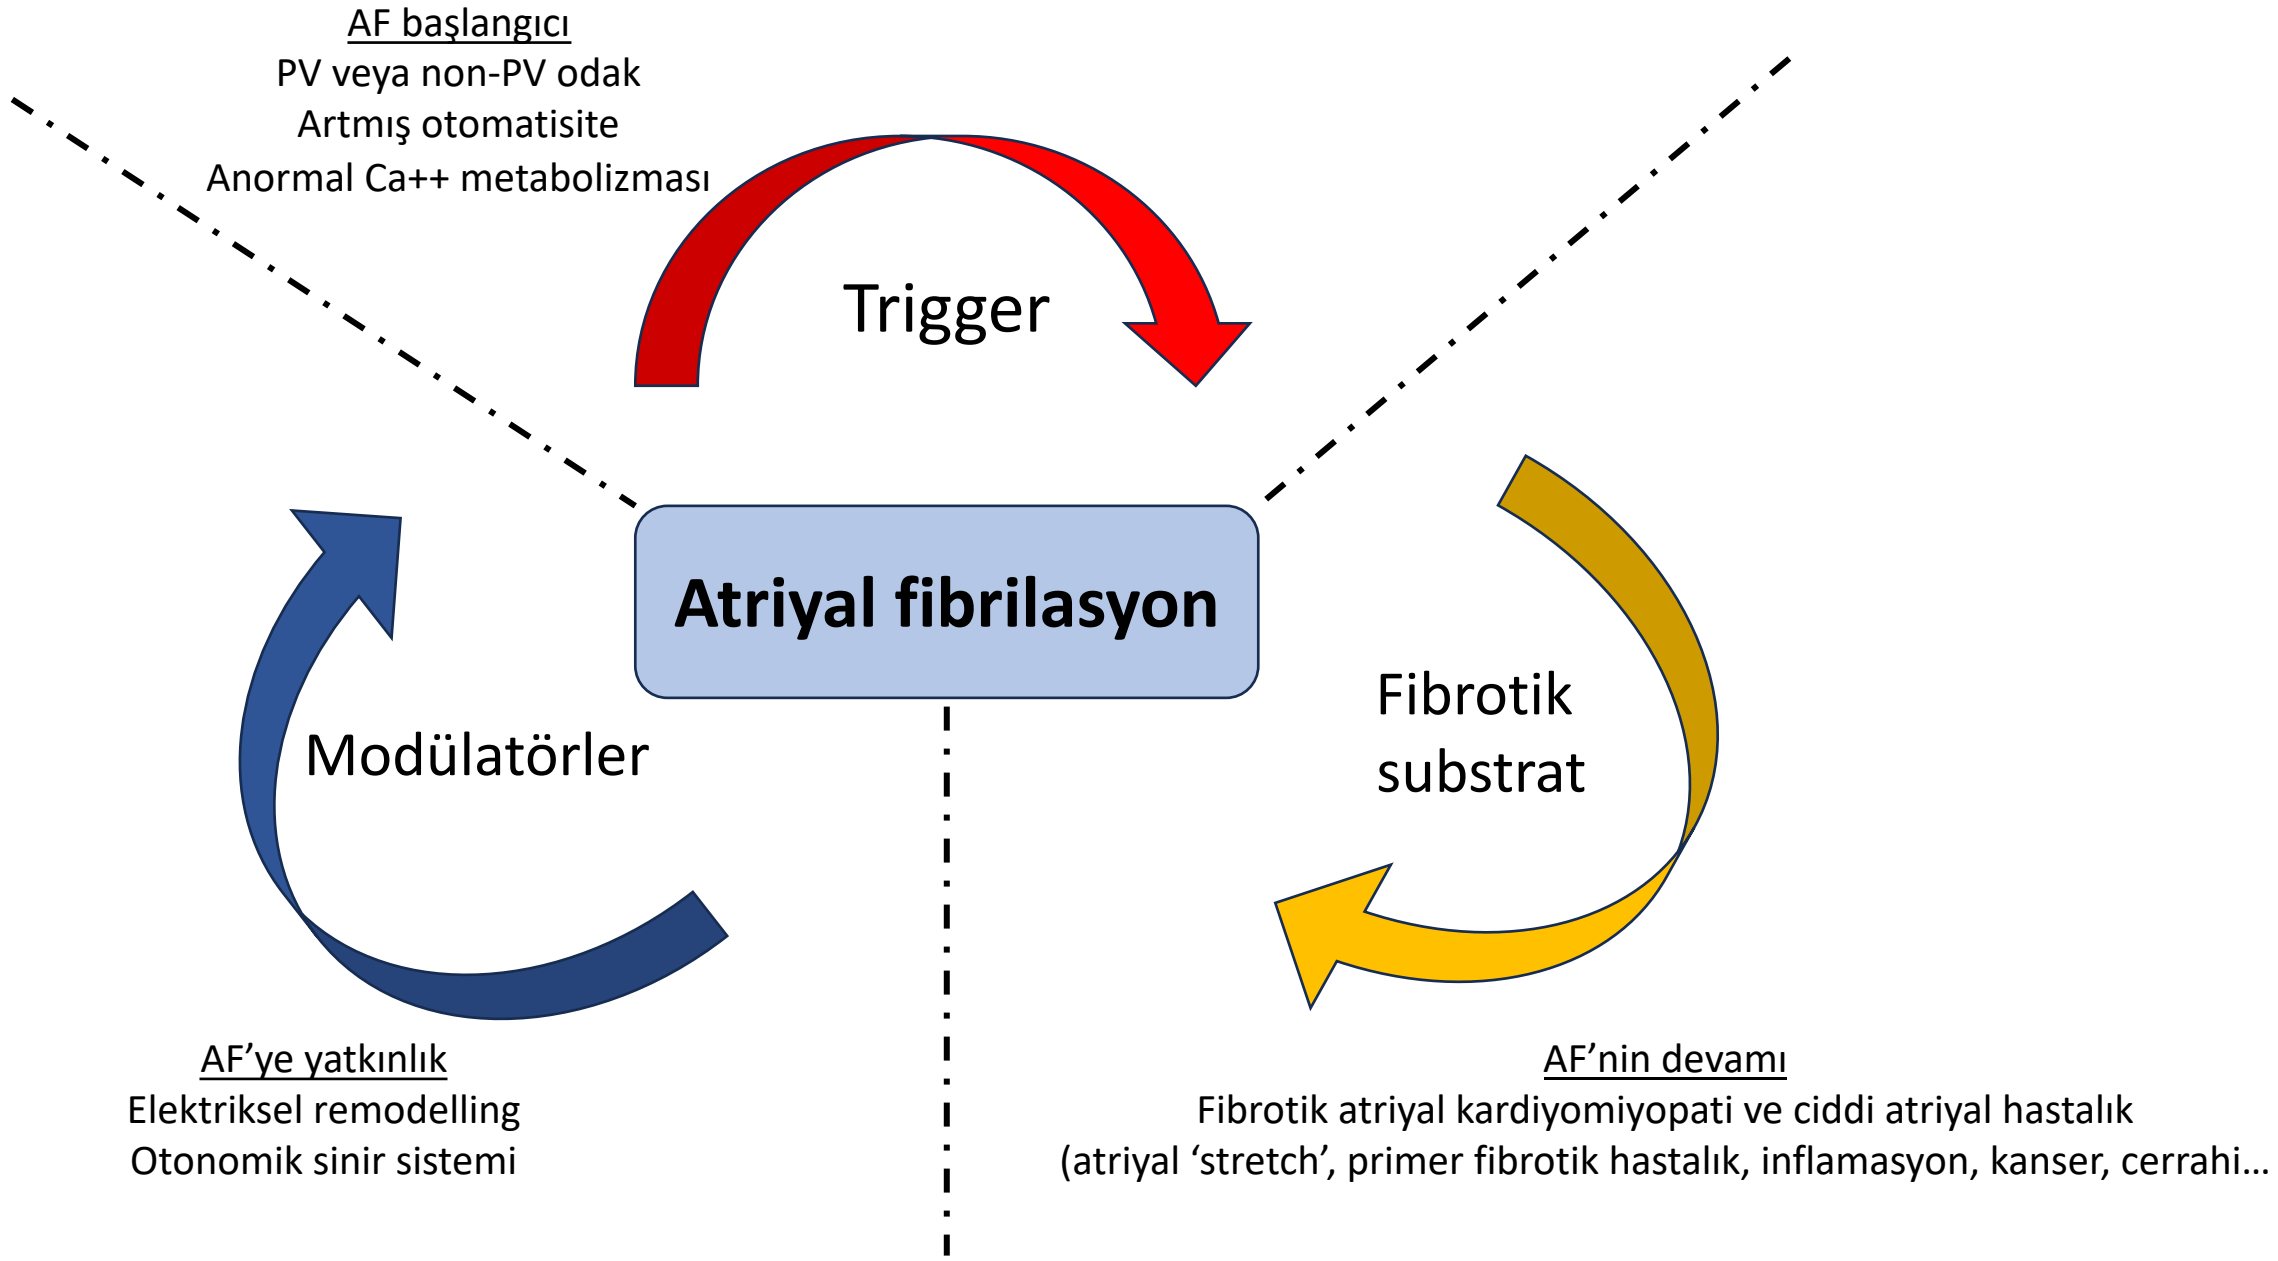 AF başlangıcı
PV veya non-PV odak
Artmış otomatisite
Anormal Ca++ metabolizması
Trigger
Atriyal fibrilasyon
Fibrotik
substrat
Modülatörler
AF’ye yatkınlık
Elektriksel remodelling
Otonomik sinir sistemi
AF’nin devamı
Fibrotik atriyal kardiyomiyopati ve ciddi atriyal hastalık
(atriyal ‘stretch’, primer fibrotik hastalık, inflamasyon, kanser, cerrahi…